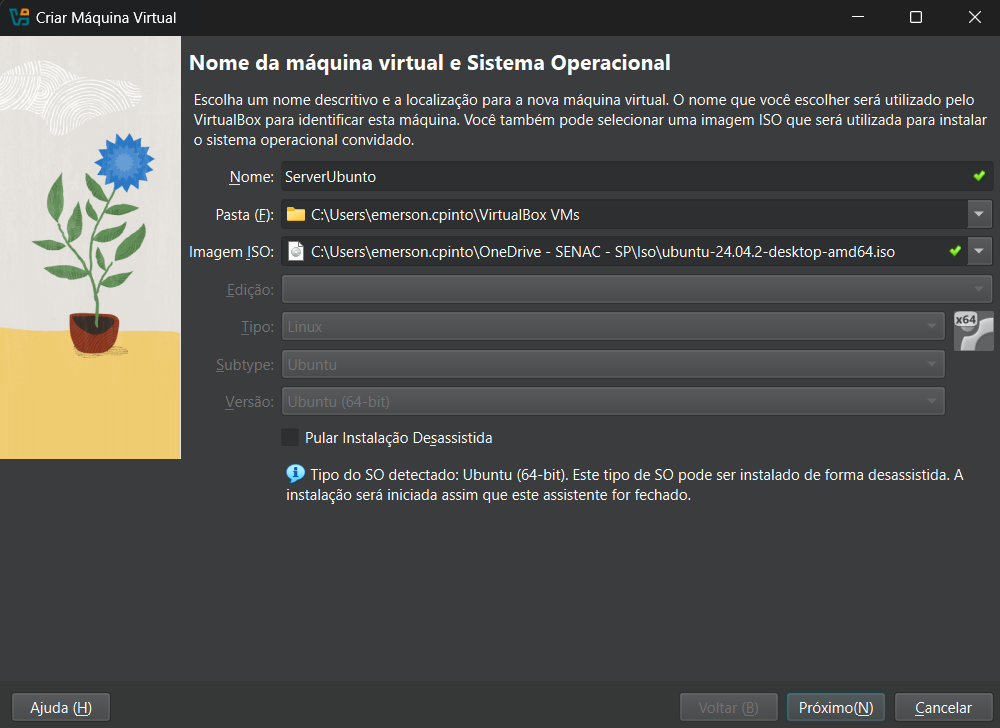 Criar Máquina Virtual
Nome da máquina virtual e Sistema Operacional
Escolha um nome descritivo e a localização para a nova máquina virtual. O nome que você escolher será utilizado pelo
VirtualBox para identificar esta máquina. Você também pode selecionar uma imagem ISO que será utilizada para instalar
o sistema operacional convidado.
Nome: ServerUbunto
Pasta (F): C:\Users\emerson.cpinto\VirtualBox VMs
Imagem ISO: C:\Users\emerson.cpinto\OneDrive - SENAC - SP\Iso\ubuntu-24.04.2-desktop-amd64.iso
Edição:
Tipo: Linux
x64
Subtype: Ubuntu
Versão: Ubuntu (64-bit)
Pular Instalação Desassistida
Tipo do SO detectado: Ubuntu (64-bit). Este tipo de SO pode ser instalado de forma desassistida. A
instalação será iniciada assim que este assistente for fechado.
Ajuda (H) Voltar (B) Próximo(N) Cancelar